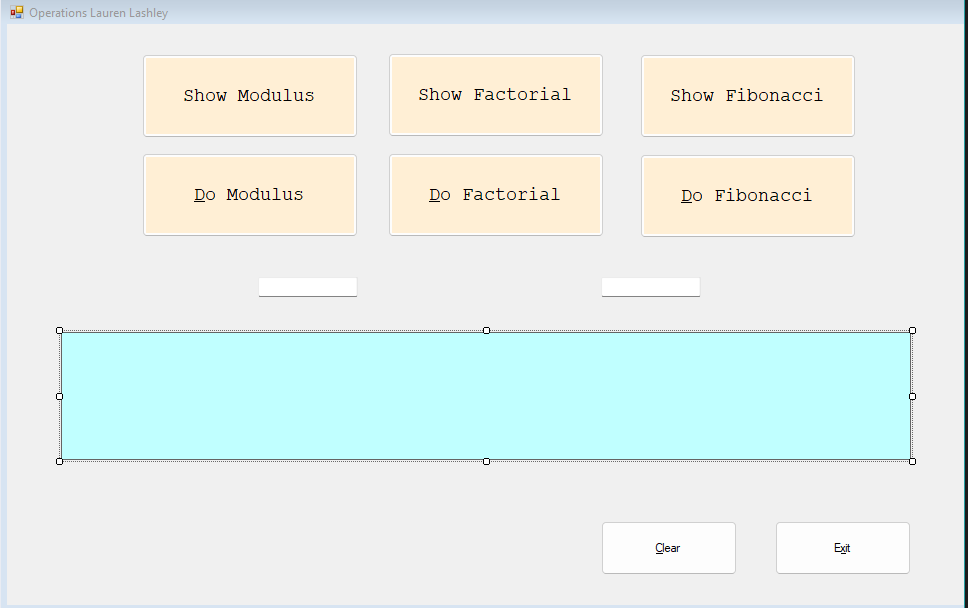 Operations Lauren Lashley
Show Modulus
Show Factorial
Show Fibonacci
Do Modulus
Do Factorial
Do Fibonacci
Clear
Exit